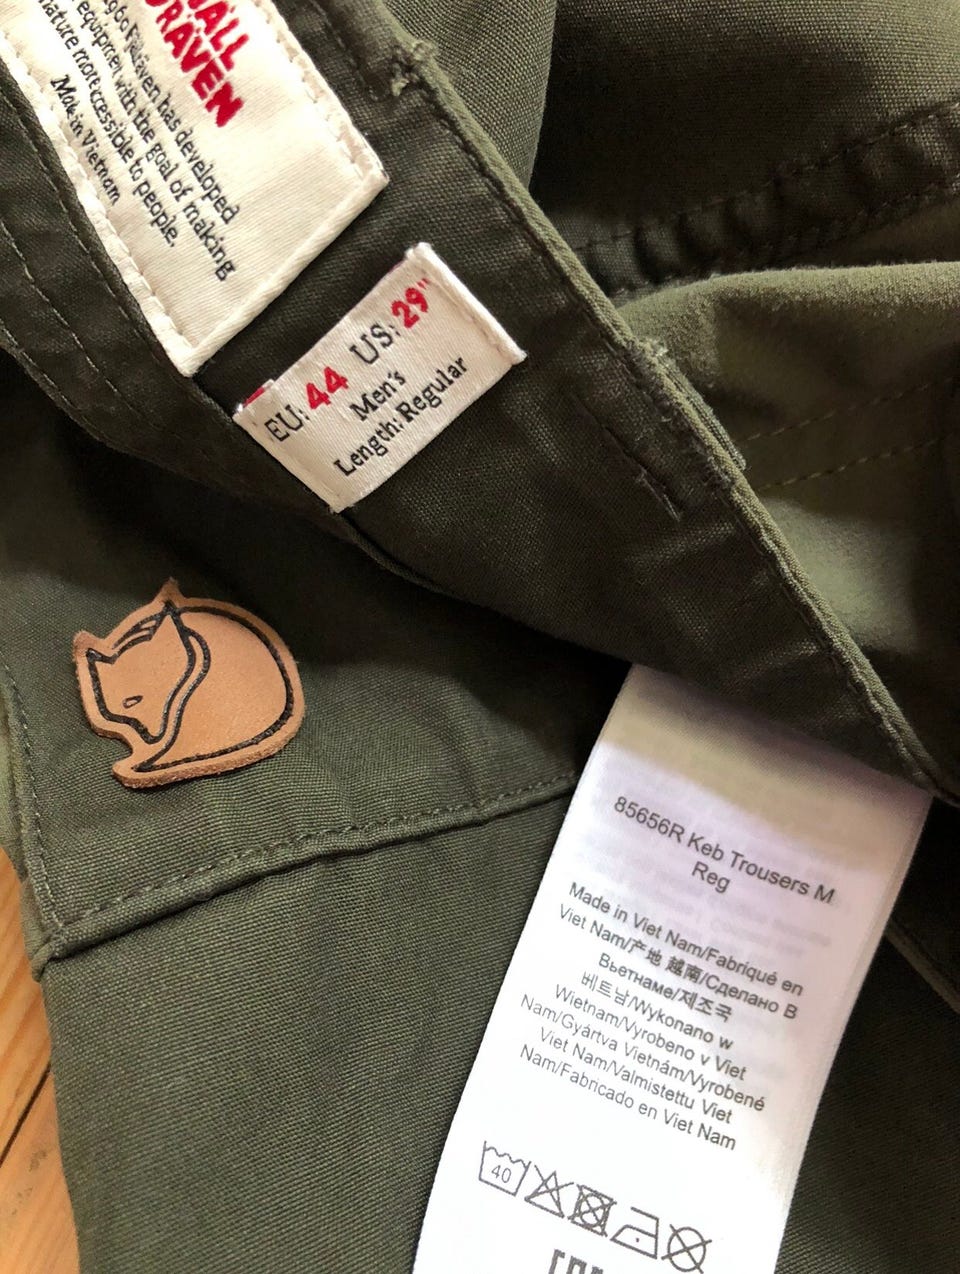 RÄVEN
has developed
equipment with the goal of making
nature more accessible to people.
Made in Vietnam
EU: 44 US: 29"
Men's
Length: Regular
85656R Keb Trousers M
Reg
Made in Viet Nam/Fabriqué en
Viet Nam/产地 越南/Сделано В
Вьетнаме/제조국
베트남/Wykonano w
Wietnam/Vyrobeno v Viet
Nam/Gyártva Vietnám/Vyrobené
Viet Nam/Valmistettu Viet
Nam/Fabricado en Viet Nam
40